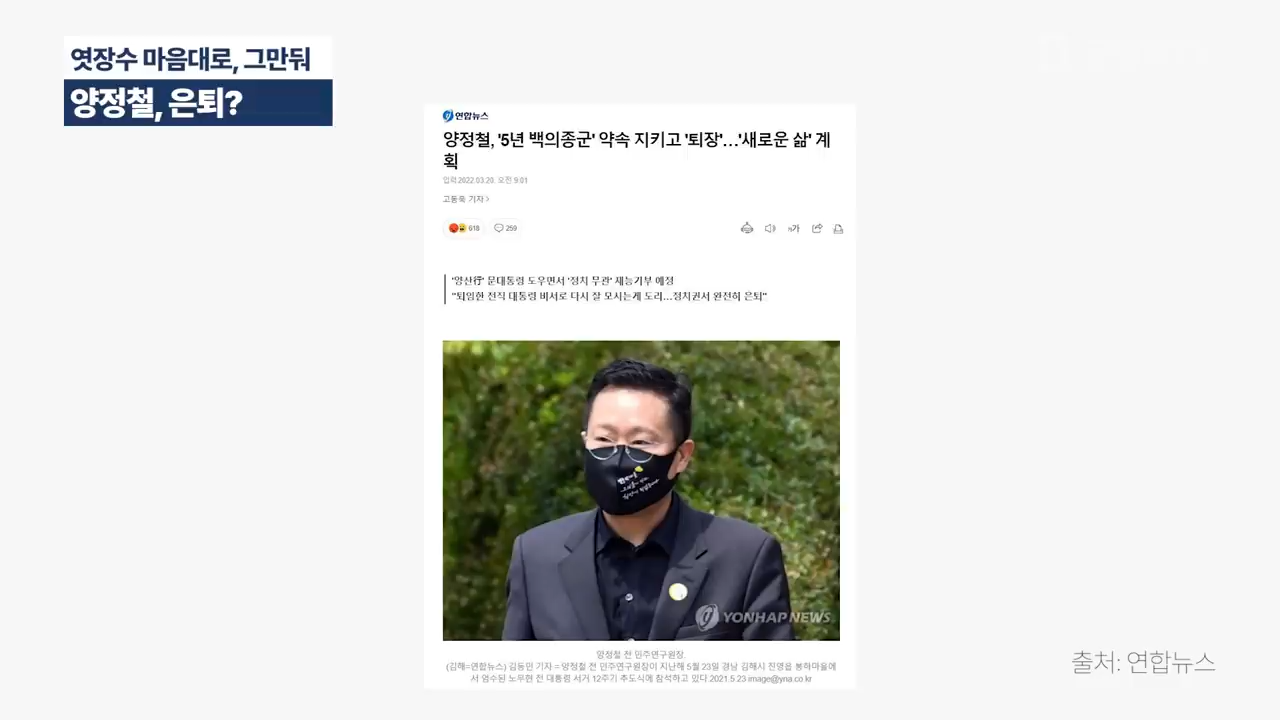 엿장수 마음대로, 그만둬
양정철, 은퇴?
연합뉴스
양정철, '5년 백의종군' 약속 지키고 '퇴장'…'새로운 삶' 계
획
입력 2022.03.20. 오전 9:01
고동욱 기자
618 259
가
'양산行' 문대통령 도우면서 '정치 무관' 재능기부 예정
"퇴임한 전직 대통령 비서로 다시 잘 모시는게 도리…정치권서 완전히 은퇴"
YONHAP NEWS
양정철 전 민주연구원장.
(김해=연합뉴스) 김동민 기자 = 양정철 전 민주연구원장이 지난해 5월 23일 경남 김해시 진영읍 봉하마을에
서 엄수된 노무현 전 대통령 서거 12주기 추도식에 참석하고 있다.2021.5.23 image@yna.co.kr
출처: 연합뉴스